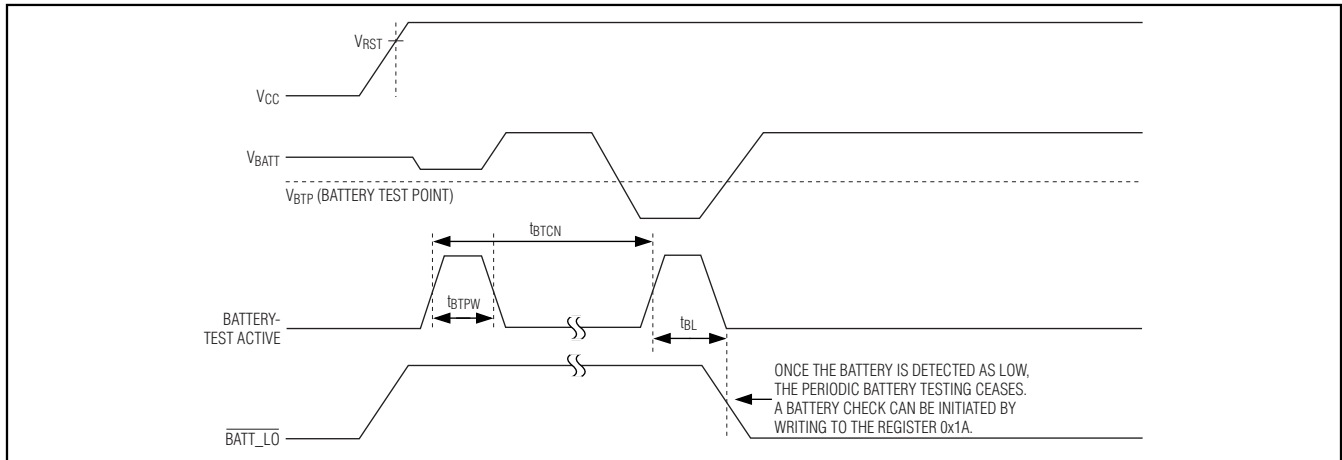 VRST
VCC
VBATT
VBTP (BATTERY TEST POINT)
tBTCN
tBTPW
BATTERY-
TEST ACTIVE
tBL
ONCE THE BATTERY IS DETECTED AS LOW,
THE PERIODIC BATTERY TESTING CEASES.
A BATTERY CHECK CAN BE INITIATED BY
WRITING TO THE REGISTER 0x1A.
BATT_LO